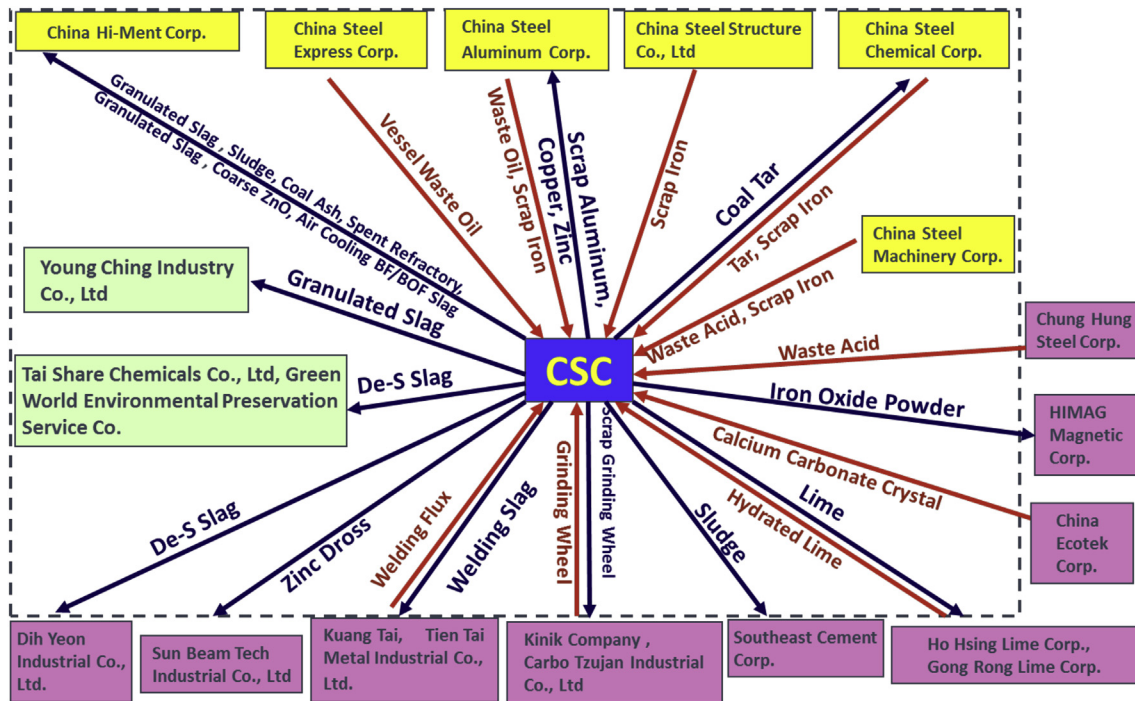 China Hi-Ment Corp.
China Steel
Express Corp.
China Steel
Aluminum Corp.
China Steel Structure
Co., Ltd
China Steel
Chemical Corp.
Granulated Slag , Sludge, Coal Ash, Spent Refractory,
Granulated Slag , Coarse ZnO, Air Cooling BF/BOF Slag
Vessel Waste Oil
Waste Oil, Scrap Iron
Scrap Aluminum,
Copper, Zinc
Scrap Iron
Coal Tar
Tar, Scrap Iron
China Steel
Machinery Corp.
Waste Acid, Scrap Iron
Young Ching Industry
Co., Ltd
Granulated Slag
Chung Hung
Steel Corp.
Waste Acid
CSC
Tai Share Chemicals Co., Ltd, Green
World Environmental Preservation
Service Co.
De-S Slag
Iron Oxide Powder
HIMAG
Magnetic
Corp.
Calcium Carbonate Crystal
China
Ecotek
Corp.
De-S Slag
Zinc Dross
Welding Flux
Welding Slag
Grinding Wheel
Scrap Grinding Wheel
Sludge
Lime
Hydrated Lime
Dih Yeon
Industrial Co.,
Ltd.
Sun Beam Tech
Industrial Co., Ltd
Kuang Tai, Tien Tai
Metal Industrial Co.,
Ltd.
Kinik Company ,
Carbo Tzujan Industrial
Co., Ltd
Southeast Cement
Corp.
Ho Hsing Lime Corp.,
Gong Rong Lime Corp.